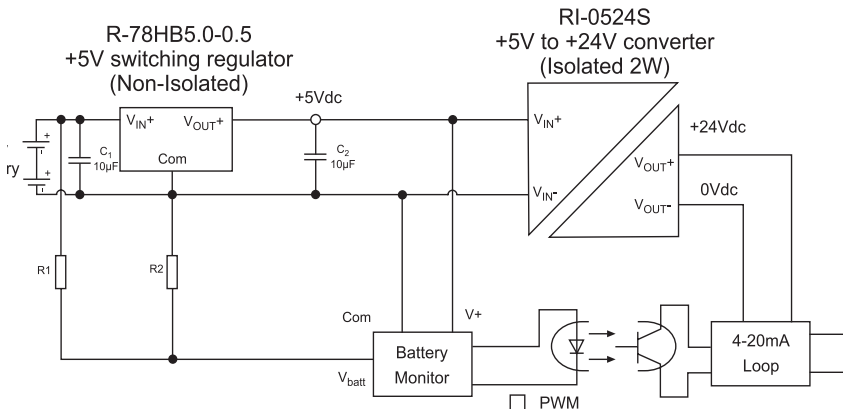 R-78HB5.0-0.5
+5V switching regulator
(Non-Isolated)
RI-0524S
+5V to +24V converter
(Isolated 2W)
+5Vdc
VIN+
VOUT+
Com
C1
10µF
C2
10µF
VIN+
VIN-
VOUT+
VOUT-
+24Vdc
0Vdc
+
-
+
-
ry
R1
R2
Com
V+
Vbatt
Battery
Monitor
PWM
4-20mA
Loop